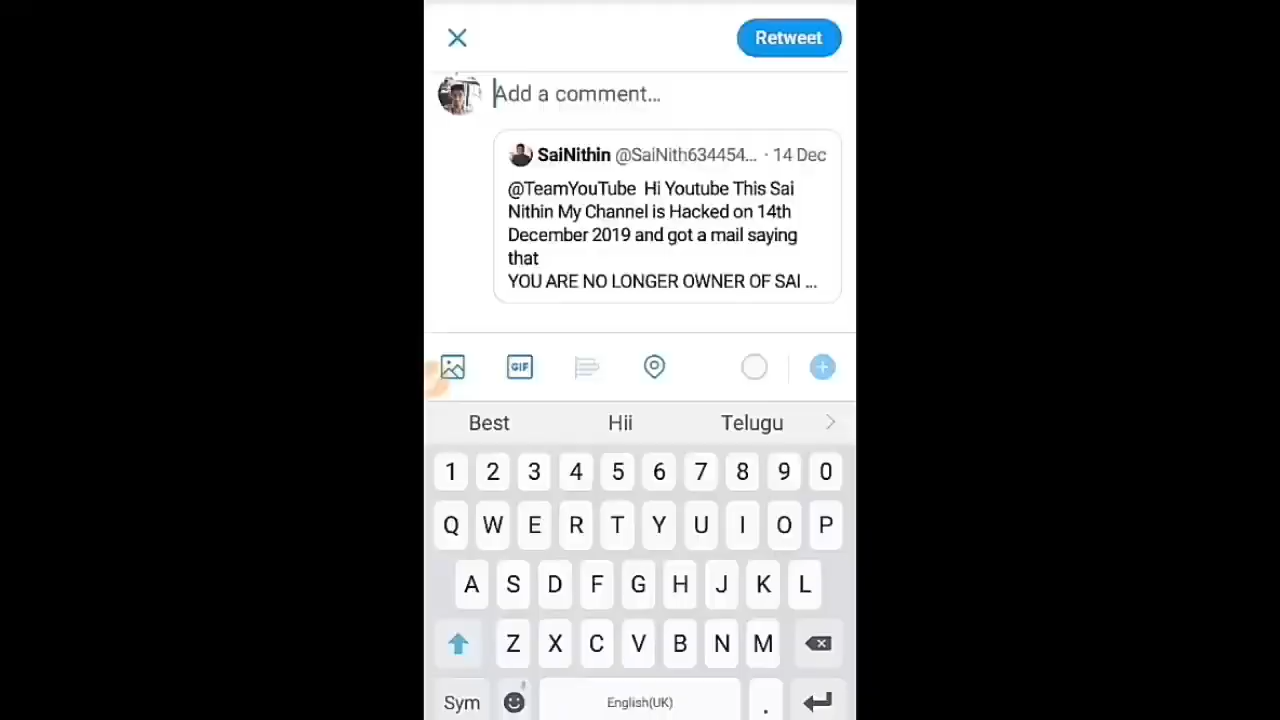 Retweet
Add a comment...
SaiNithin @SaiNith634454... · 14 Dec
@TeamYouTube Hi Youtube This Sai
Nithin My Channel is Hacked on 14th
December 2019 and got a mail saying
that
YOU ARE NO LONGER OWNER OF SAI ...
GIF
Best Hii Telugu
1 2 3 4 5 6 7 8 9 0
Q W E R T Y U I O P
A S D F G H J K L
Z X C V B N M
Sym English(UK) .